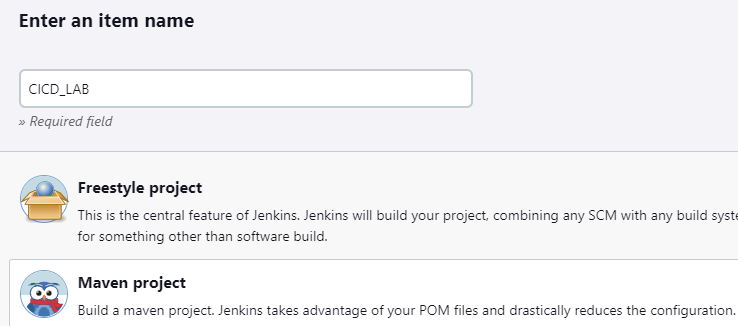 Enter an item name
CICD_LAB
» Required field
Freestyle project
This is the central feature of Jenkins. Jenkins will build your project, combining any SCM with any build
for something other than software build.
Maven project
Build a maven project. Jenkins takes advantage of your POM files and drastically reduces the configuration.